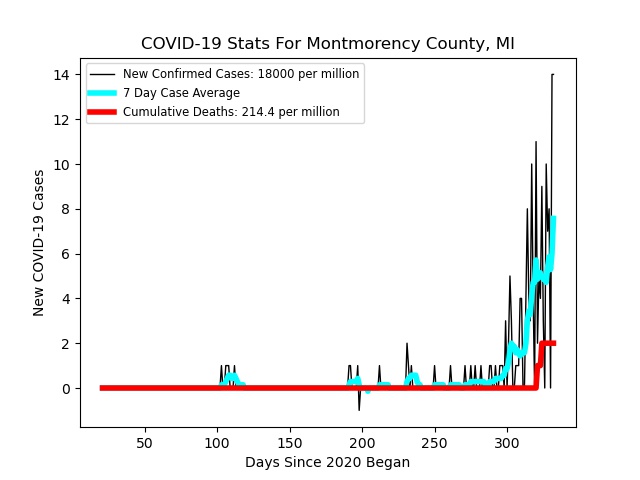 COVID-19 Stats For Montmorency County, MI
New Confirmed Cases: 18000 per million
7 Day Case Average
Cumulative Deaths: 214.4 per million
New COVID-19 Cases
14
12
10
8
6
4
2
0
50 100 150 200 250 300
Days Since 2020 Began